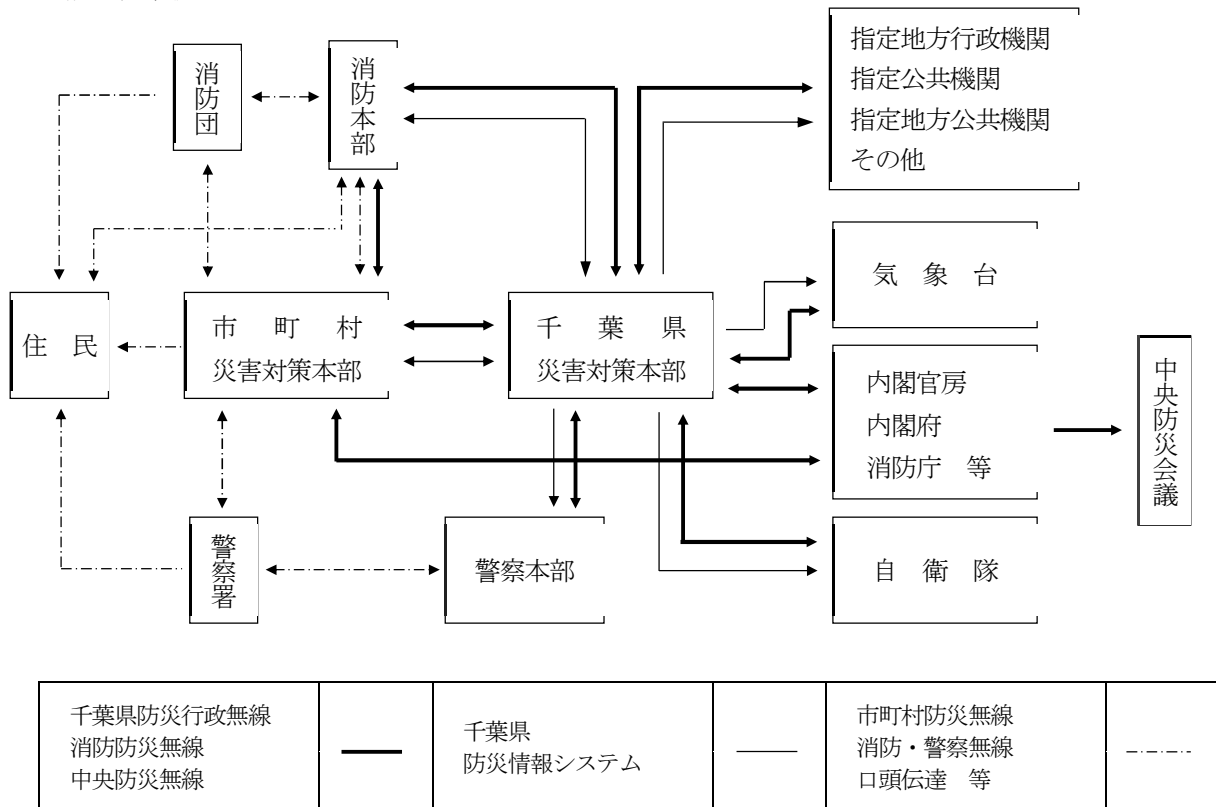 消防団
消防本部
指定地方行政機関
指定公共機関
指定地方公共機関
その他
気象台
住民
市町村
災害対策本部
千葉県
災害対策本部
内閣官房
内閣府
消防庁 等
中央防災会議
警察署
警察本部
自衛隊
千葉県防災行政無線
消防防災無線
中央防災無線
千葉県
防災情報システム
市町村防災無線
消防・警察無線
口頭伝達 等